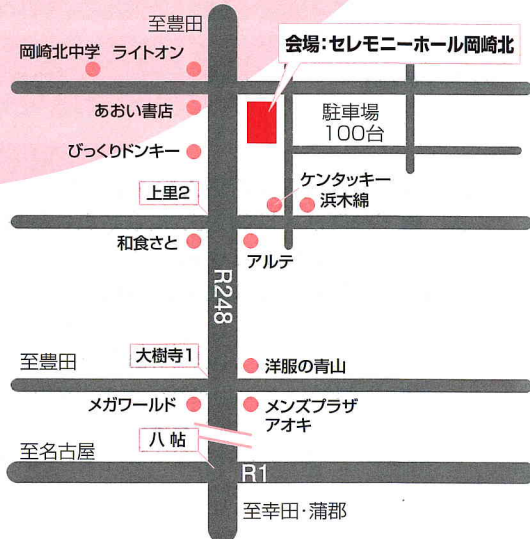 至豊田
岡崎北中学
ライトオン
会場:セレモニーホール岡崎北
あおい書店
駐車場
100台
びっくりドンキー
ケンタッキー
上里2
浜木綿
和食さと
アルテ
R248
至豊田
大樹寺1
洋服の青山
メガワールド
メンズプラザ
アオキ
八帖
至名古屋
R1
至幸田・蒲郡